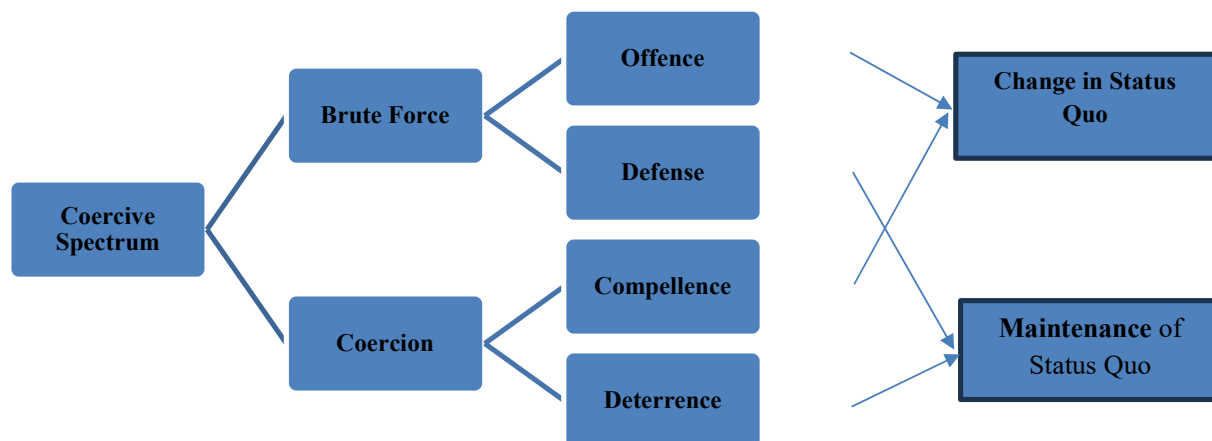 Coercive
Spectrum
Brute Force
Coercion
Offence
Defense
Compellence
Deterrence
Change in Status
Quo
Maintenance of
Status Quo